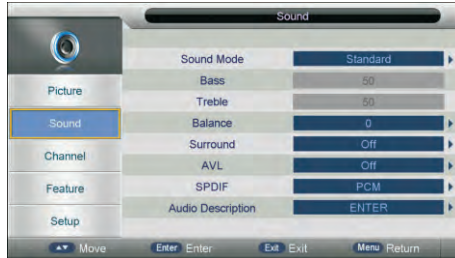 Sound
Picture
Sound
Channel
Feature
Setup
Sound Mode Standard
Bass 50
Treble 50
Balance 0
Surround Off
AVL Off
SPDIF PCM
Audio Description ENTER
Move Enter Enter Exit Exit Menu Return